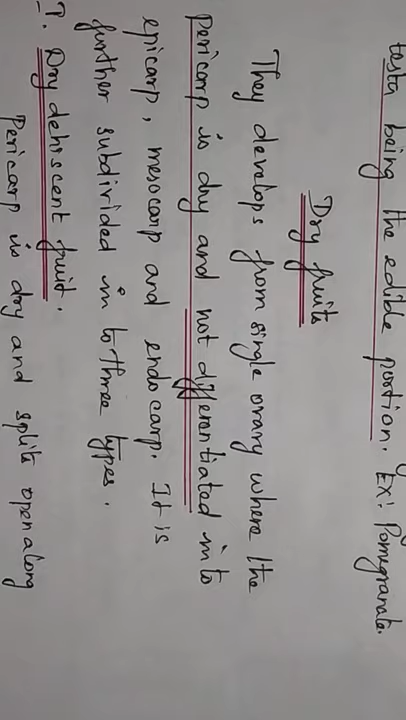 testa being the edible portion. Ex: Pomegranate.
Dry fruits
They develops from single ovary where the
Pericarp is dry and not differentiated into
epicarp, mesocarp and endocarp. It is
further subdivided in to three types.
I. Dry dehiscent fruit.
Pericarp is dry and splits open along